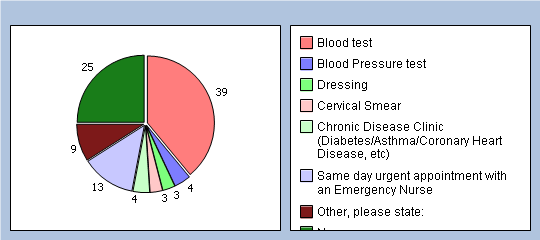 25
39
9
13
4
3
3
4
Blood test
Blood Pressure test
Dressing
Cervical Smear
Chronic Disease Clinic
(Diabetes/Asthma/Coronary Heart
Disease, etc)
Same day urgent appointment with
an Emergency Nurse
Other, please state: